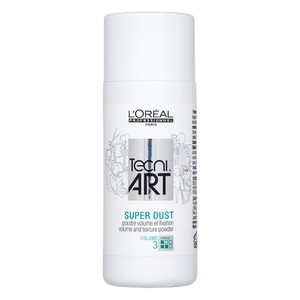 L'ORÉAL
PROFESSIONNEL
PARIS
Tecni.
ART
SUPER DUST
poudre volume et fixation
volume and texture powder
VOLUME
3